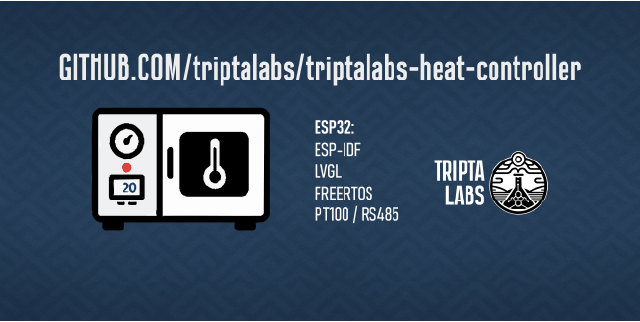 GITHUB.COM/triptalabs/triptalabs-heat-controller
20
ESP32:
ESP-IDF
LVGL
FREERTOS
PT100 / RS485
TRIPTA
LABS